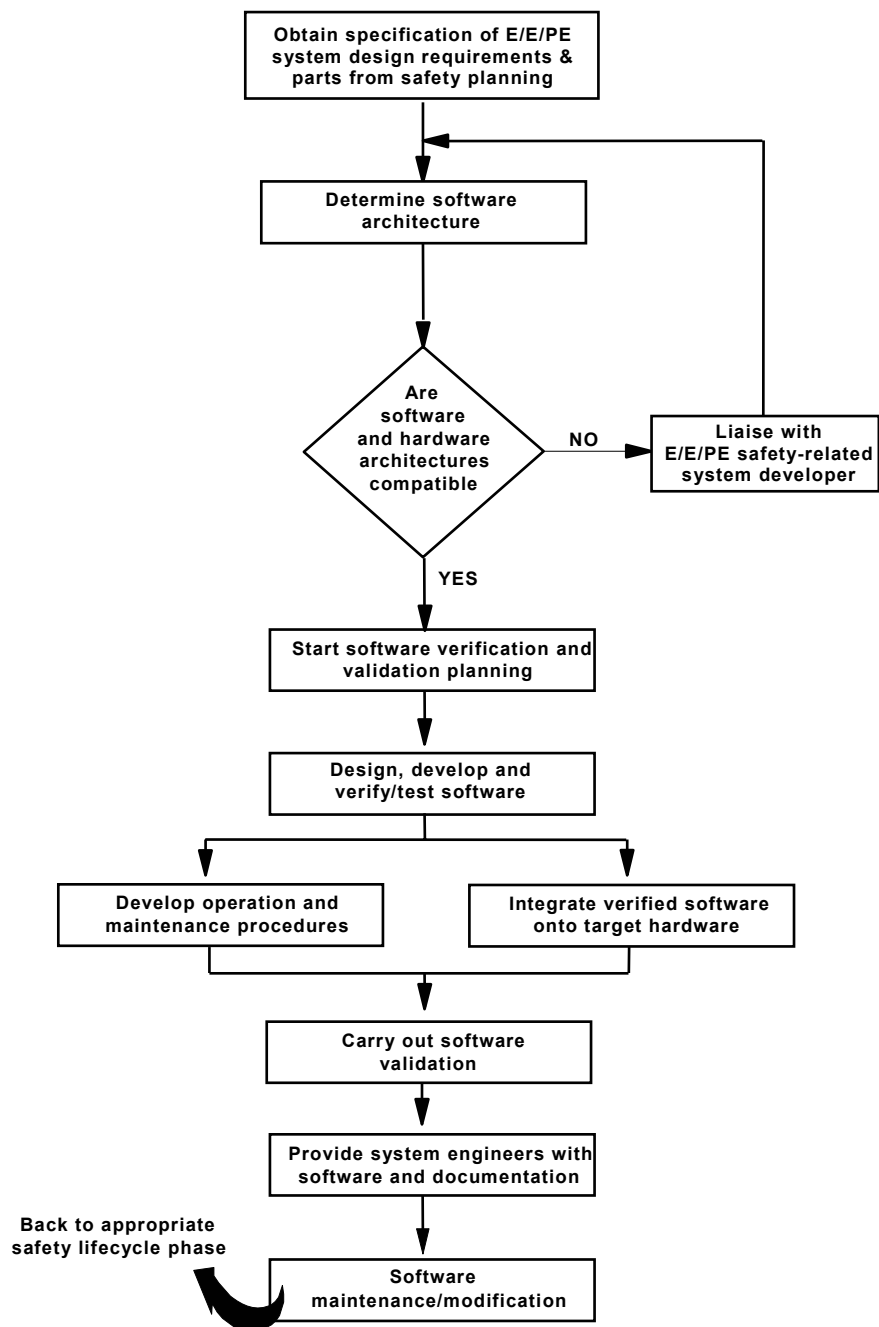 Obtain specification of E/E/PE
system design requirements &
parts from safety planning
Determine software
architecture
Are
software
and hardware
architectures
compatible
NO
Liaise with
E/E/PE safety-related
system developer
YES
Start software verification and
validation planning
Design, develop and
verify/test software
Develop operation and
maintenance procedures
Integrate verified software
onto target hardware
Carry out software
validation
Provide system engineers with
software and documentation
Back to appropriate
safety lifecycle phase
Software
maintenance/modification